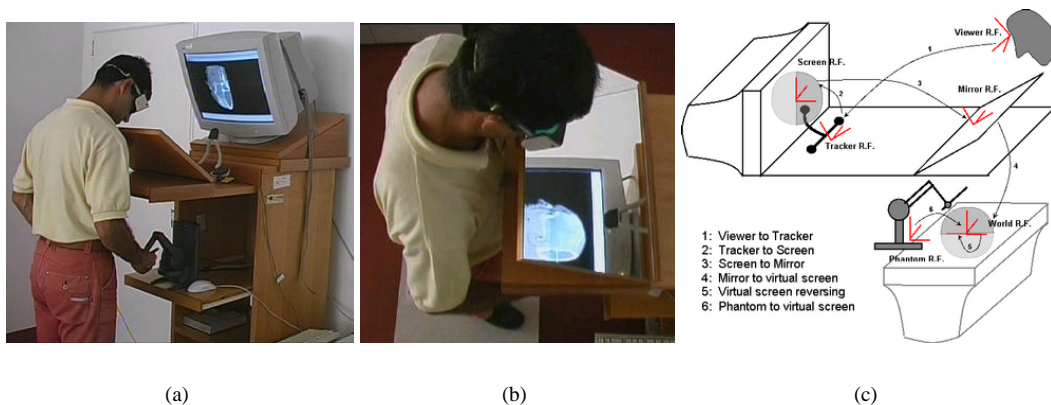 Viewer R.F.
1
Screen R.F.
2
3
Mirror R.F.
Tracker R.F.
4
6
World R.F.
5
Phantom R.F.
1: Viewer to Tracker
2: Tracker to Screen
3: Screen to Mirror
4: Mirror to virtual screen
5: Virtual screen reversing
6: Phantom to virtual screen
(a)
(b)
(c)